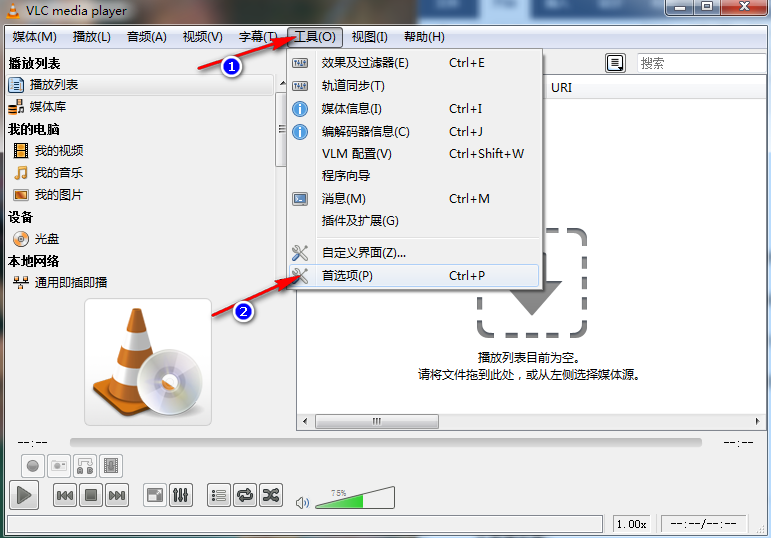 VLC media player
媒体(M) 播放(L) 音频(A) 视频(V) 字幕(T) 工具(O) 视图(I) 帮助(H)
1
播放列表
播放列表
媒体库
我的电脑
我的视频
我的音乐
我的图片
设备
光盘
本地网络
通用即插即播
效果及过滤器(E) Ctrl+E
轨道同步(T)
媒体信息(I) Ctrl+I
编解码器信息(C) Ctrl+J
VLM 配置(V) Ctrl+Shift+W
程序向导
消息(M) Ctrl+M
插件及扩展(G)
自定义界面(Z)...
首选项(P) Ctrl+P
2
搜索
URI
播放列表目前为空。
请将文件拖到此处，或从左侧选择媒体源。
--:-- --:--
75%
1.00x --:--/--:--